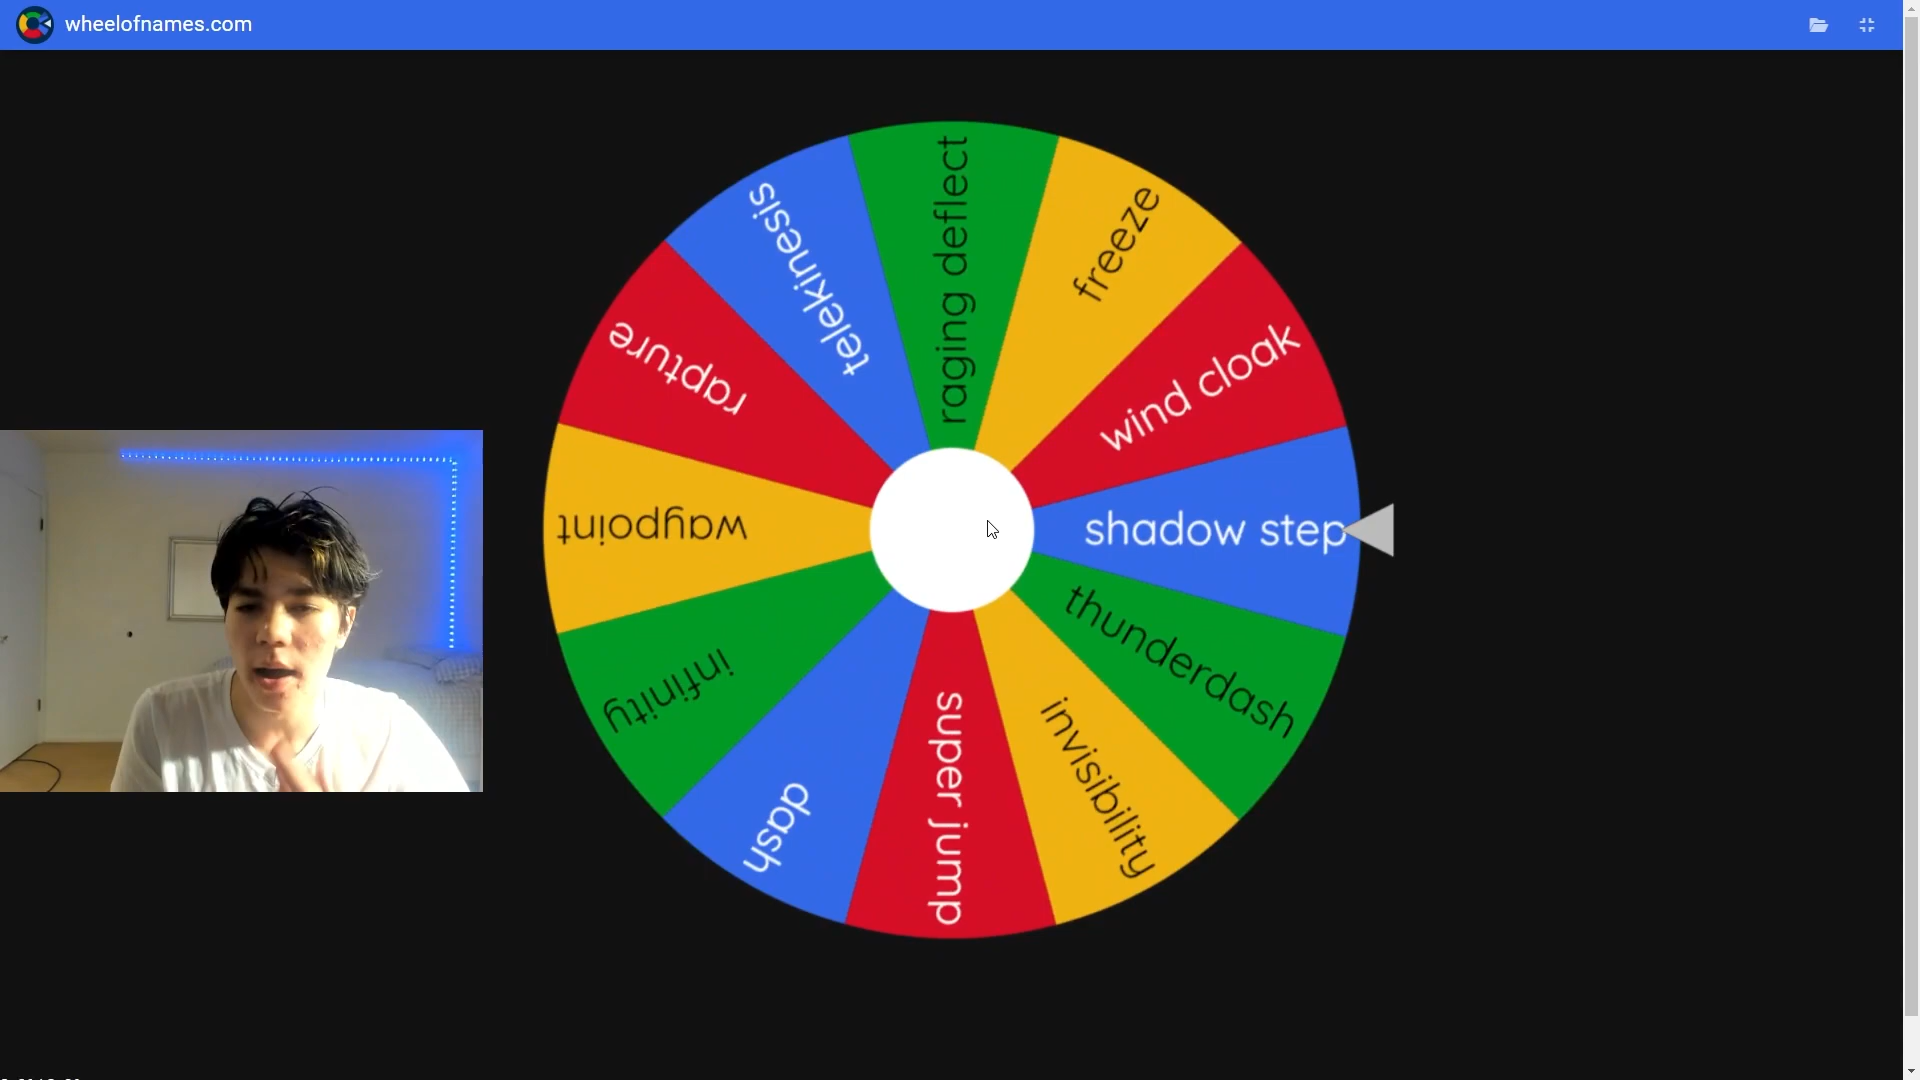 wheelofnames.com
raging deflect
freeze
wind cloak
shadow step
thunderdash
invisibility
super jump
dash
infinity
waypoint
rapture
telekinesis